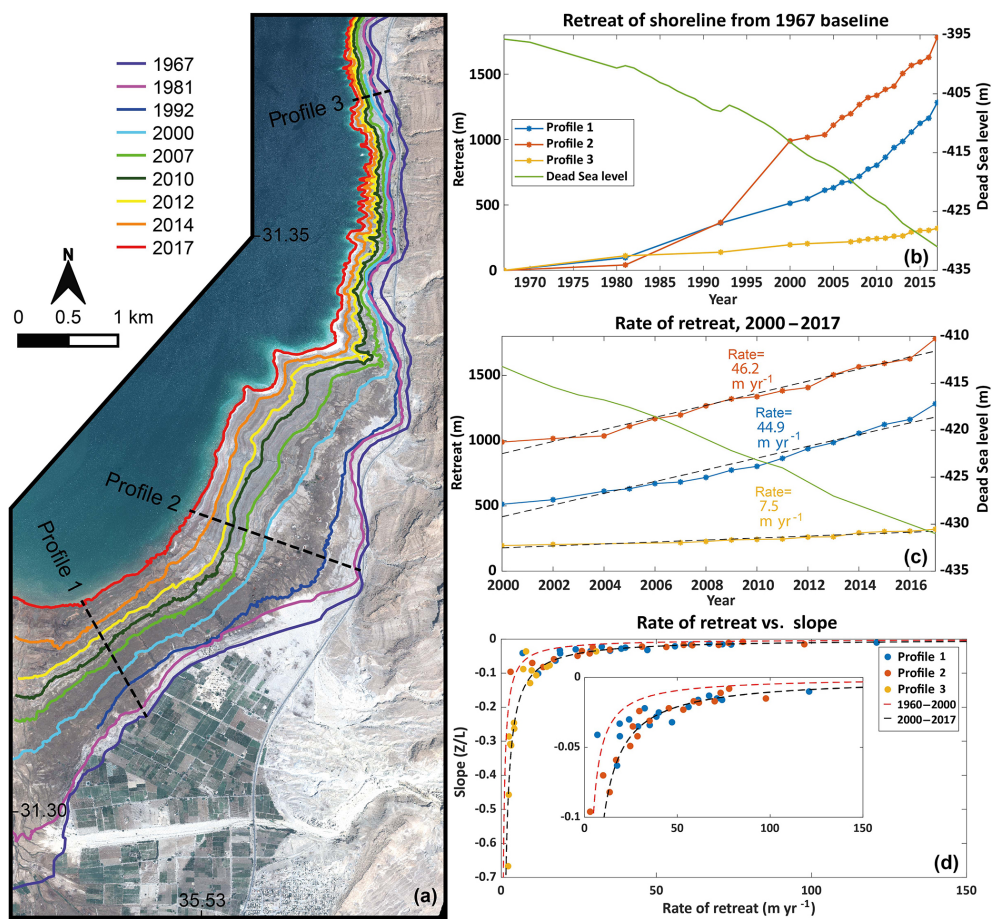 1967
1981
1992
2000
2007
2010
2012
2014
2017
N
0 0.5 1 km
Profile 3
31.35
Profile 2
Profile 1
31.30
35.53
(a)
Retreat of shoreline from 1967 baseline
1500
1000
500
0
Retreat (m)
-395
-405
-415
-425
-435
Dead Sea level (m)
Profile 1
Profile 2
Profile 3
Dead Sea level
(b)
1970 1975 1980 1985 1990 1995 2000 2005 2010 2015
Year
Rate of retreat, 2000–2017
1500
1000
500
0
Retreat (m)
-410
-415
-420
-425
-430
-435
Dead Sea level (m)
Rate=
46.2
m yr-1
Rate=
44.9
m yr-1
Rate=
7.5
m yr-1
(c)
2000 2002 2004 2006 2008 2010 2012 2014 2016
Year
Rate of retreat vs. slope
0
-0.1
-0.2
-0.3
-0.4
-0.5
-0.6
-0.7
Slope (Z/L)
Profile 1
Profile 2
Profile 3
1960–2000
2000–2017
0
-0.05
-0.1
0 50 100 150
(d)
0 50 100 150
Rate of retreat (m yr -1)